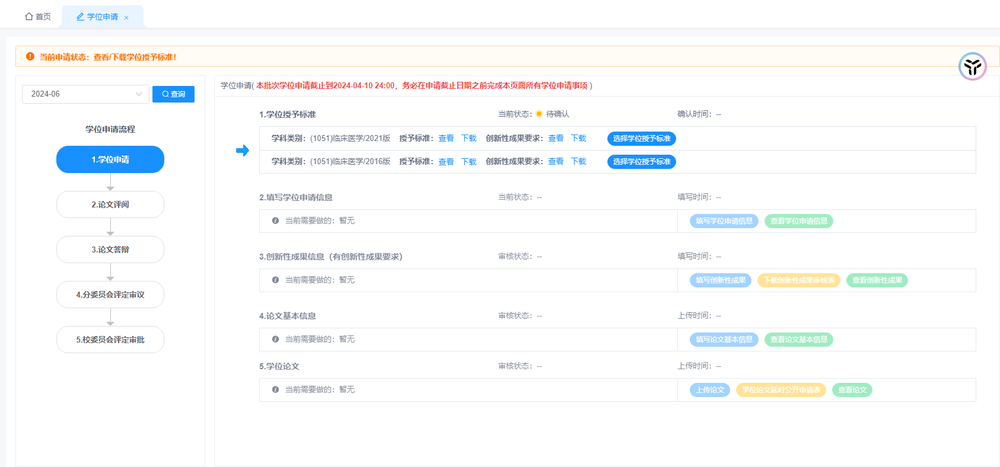 首页
学位申请 ×
当前申请状态：查看/下载学位授予标准！
2024-06
查询
学位申请流程
1.学位申请
2.论文评阅
3.论文答辩
4.分委员会评定审议
5.校委员会评定审批
学位申请( 本批次学位申请截止到2024-04-10 24:00，务必在申请截止日期之前完成本页面所有学位申请事项 )
1.学位授予标准 当前状态： 待确认 确认时间：--
学科类别：(1051)临床医学/2021版 授予标准：查看 下载 创新性成果要求：查看 下载 选择学位授予标准
学科类别：(1051)临床医学/2016版 授予标准：查看 下载 创新性成果要求：查看 下载 选择学位授予标准
2.填写学位申请信息 当前状态：-- 填写时间：--
当前需要做的：暂无 填写学位申请信息 查看学位申请信息
3.创新性成果信息（有创新性成果要求） 审核状态：-- 填写时间：--
当前需要做的：暂无 填写创新性成果 下载创新性成果审核表 查看创新性成果
4.论文基本信息 审核状态：-- 上传时间：--
当前需要做的：暂无 填写论文基本信息 查看论文基本信息
5.学位论文 审核状态：-- 上传时间：--
当前需要做的：暂无 上传论文 学位论文延时公开申请表 查看论文